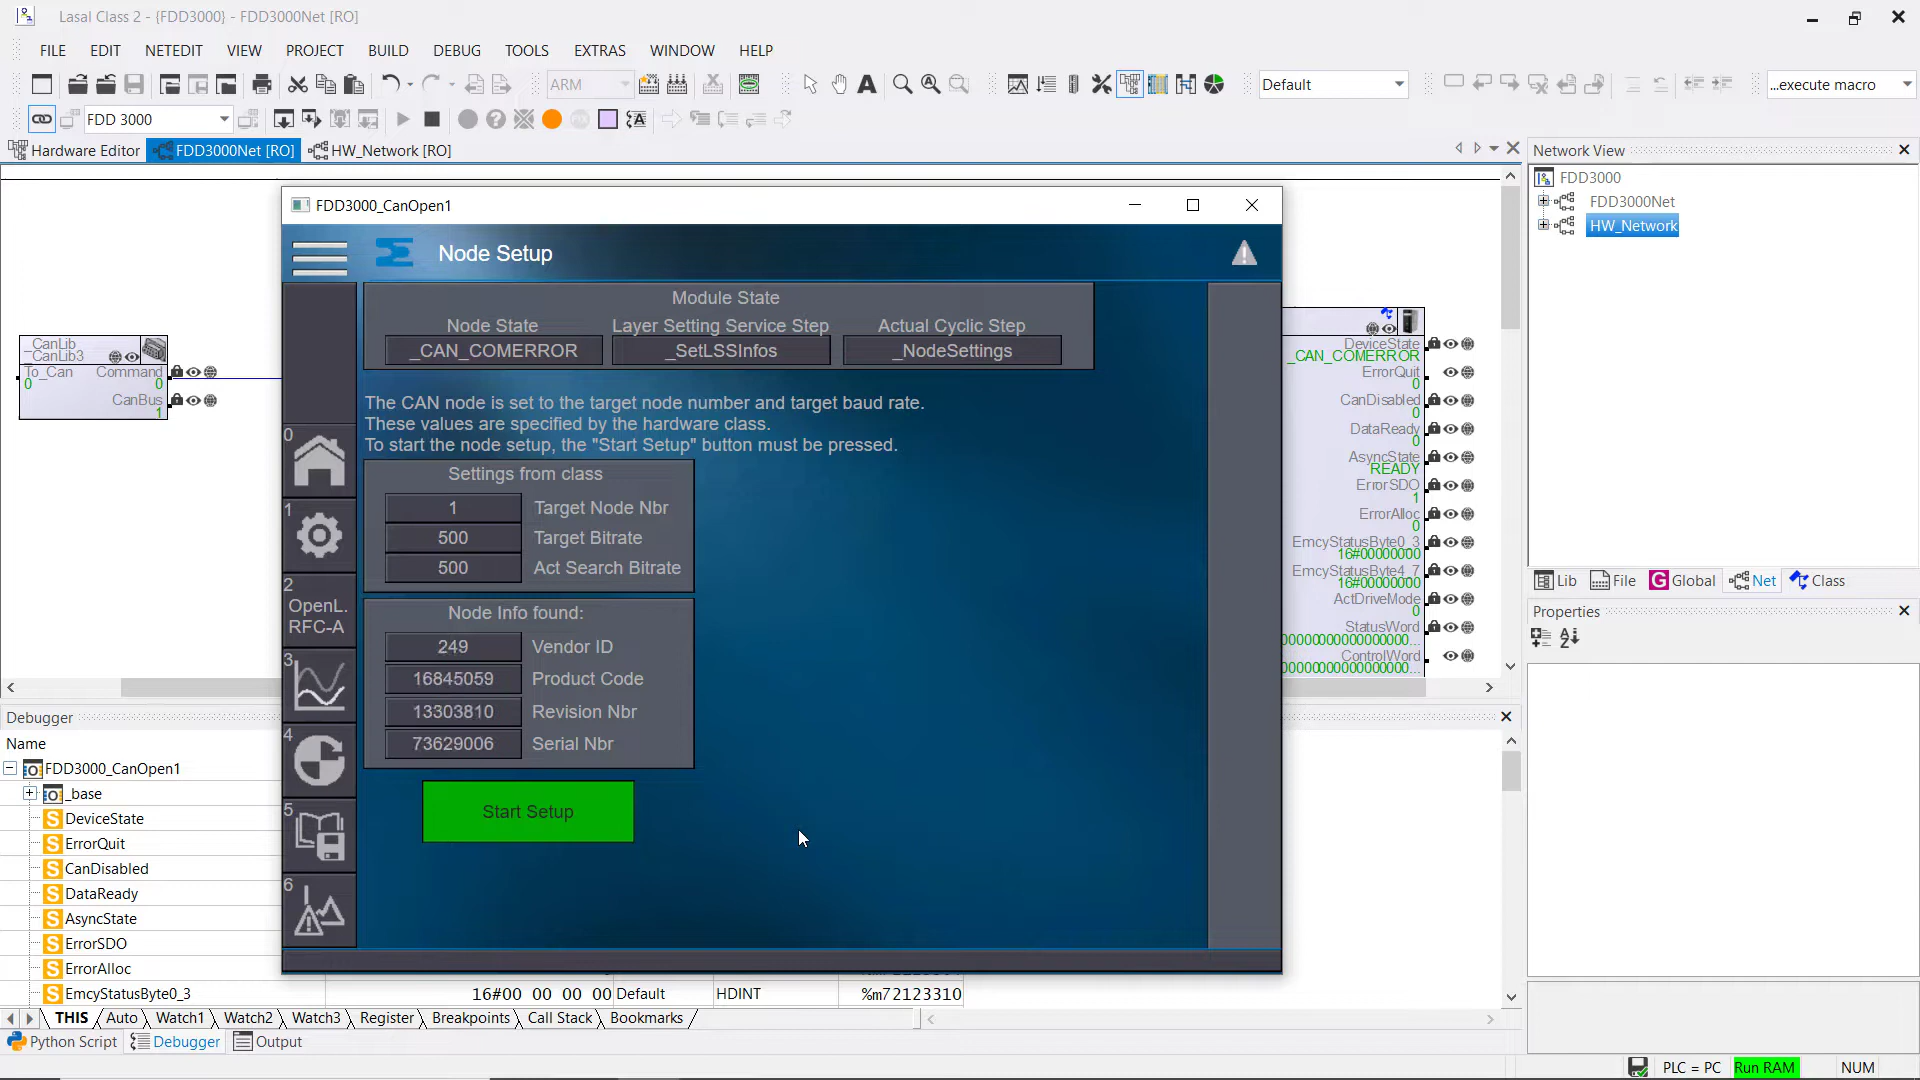 Lasal Class 2 - {FDD3000} - FDD3000Net [RO]
FILE EDIT NETEDIT VIEW PROJECT BUILD DEBUG TOOLS EXTRAS WINDOW HELP
ARM Default ...execute macro
FDD 3000
Hardware Editor FDD3000Net [RO] HW_Network [RO]
Network View
FDD3000
FDD3000Net
HW_Network
_CanLib
_CanLib3
To_Can Command
0 0
CanBus
1
FDD3000_CanOpen1
Node Setup
Module State
Node State Layer Setting Service Step Actual Cyclic Step
_CAN_COMERROR _SetLSSInfos _NodeSettings
The CAN node is set to the target node number and target baud rate.
These values are specified by the hardware class.
To start the node setup, the "Start Setup" button must be pressed.
Settings from class
1 Target Node Nbr
500 Target Bitrate
500 Act Search Bitrate
Node Info found:
249 Vendor ID
16845059 Product Code
13303810 Revision Nbr
73629006 Serial Nbr
Start Setup
0
1
2
OpenL.
RFC-A
3
4
5
6
DeviceState
_CAN_COMERROR
ErrorQuit
0
CanDisabled
0
DataReady
0
AsyncState
READY
ErrorSDO
1
ErrorAlloc
0
EmcyStatusByte0_3
16#00000000
EmcyStatusByte4_7
16#00000000
ActDriveMode
0
StatusWord
0000000000000000...
ControlWord
0000000000000000...
Lib File Global Net Class
Properties
Debugger
Name
FDD3000_CanOpen1
_base
DeviceState
ErrorQuit
CanDisabled
DataReady
AsyncState
ErrorSDO
ErrorAlloc
EmcyStatusByte0_3 16#00 00 00 00 Default HDINT %m72123310
THIS Auto Watch1 Watch2 Watch3 Register Breakpoints Call Stack Bookmarks
Python Script Debugger Output
PLC = PC Run RAM NUM